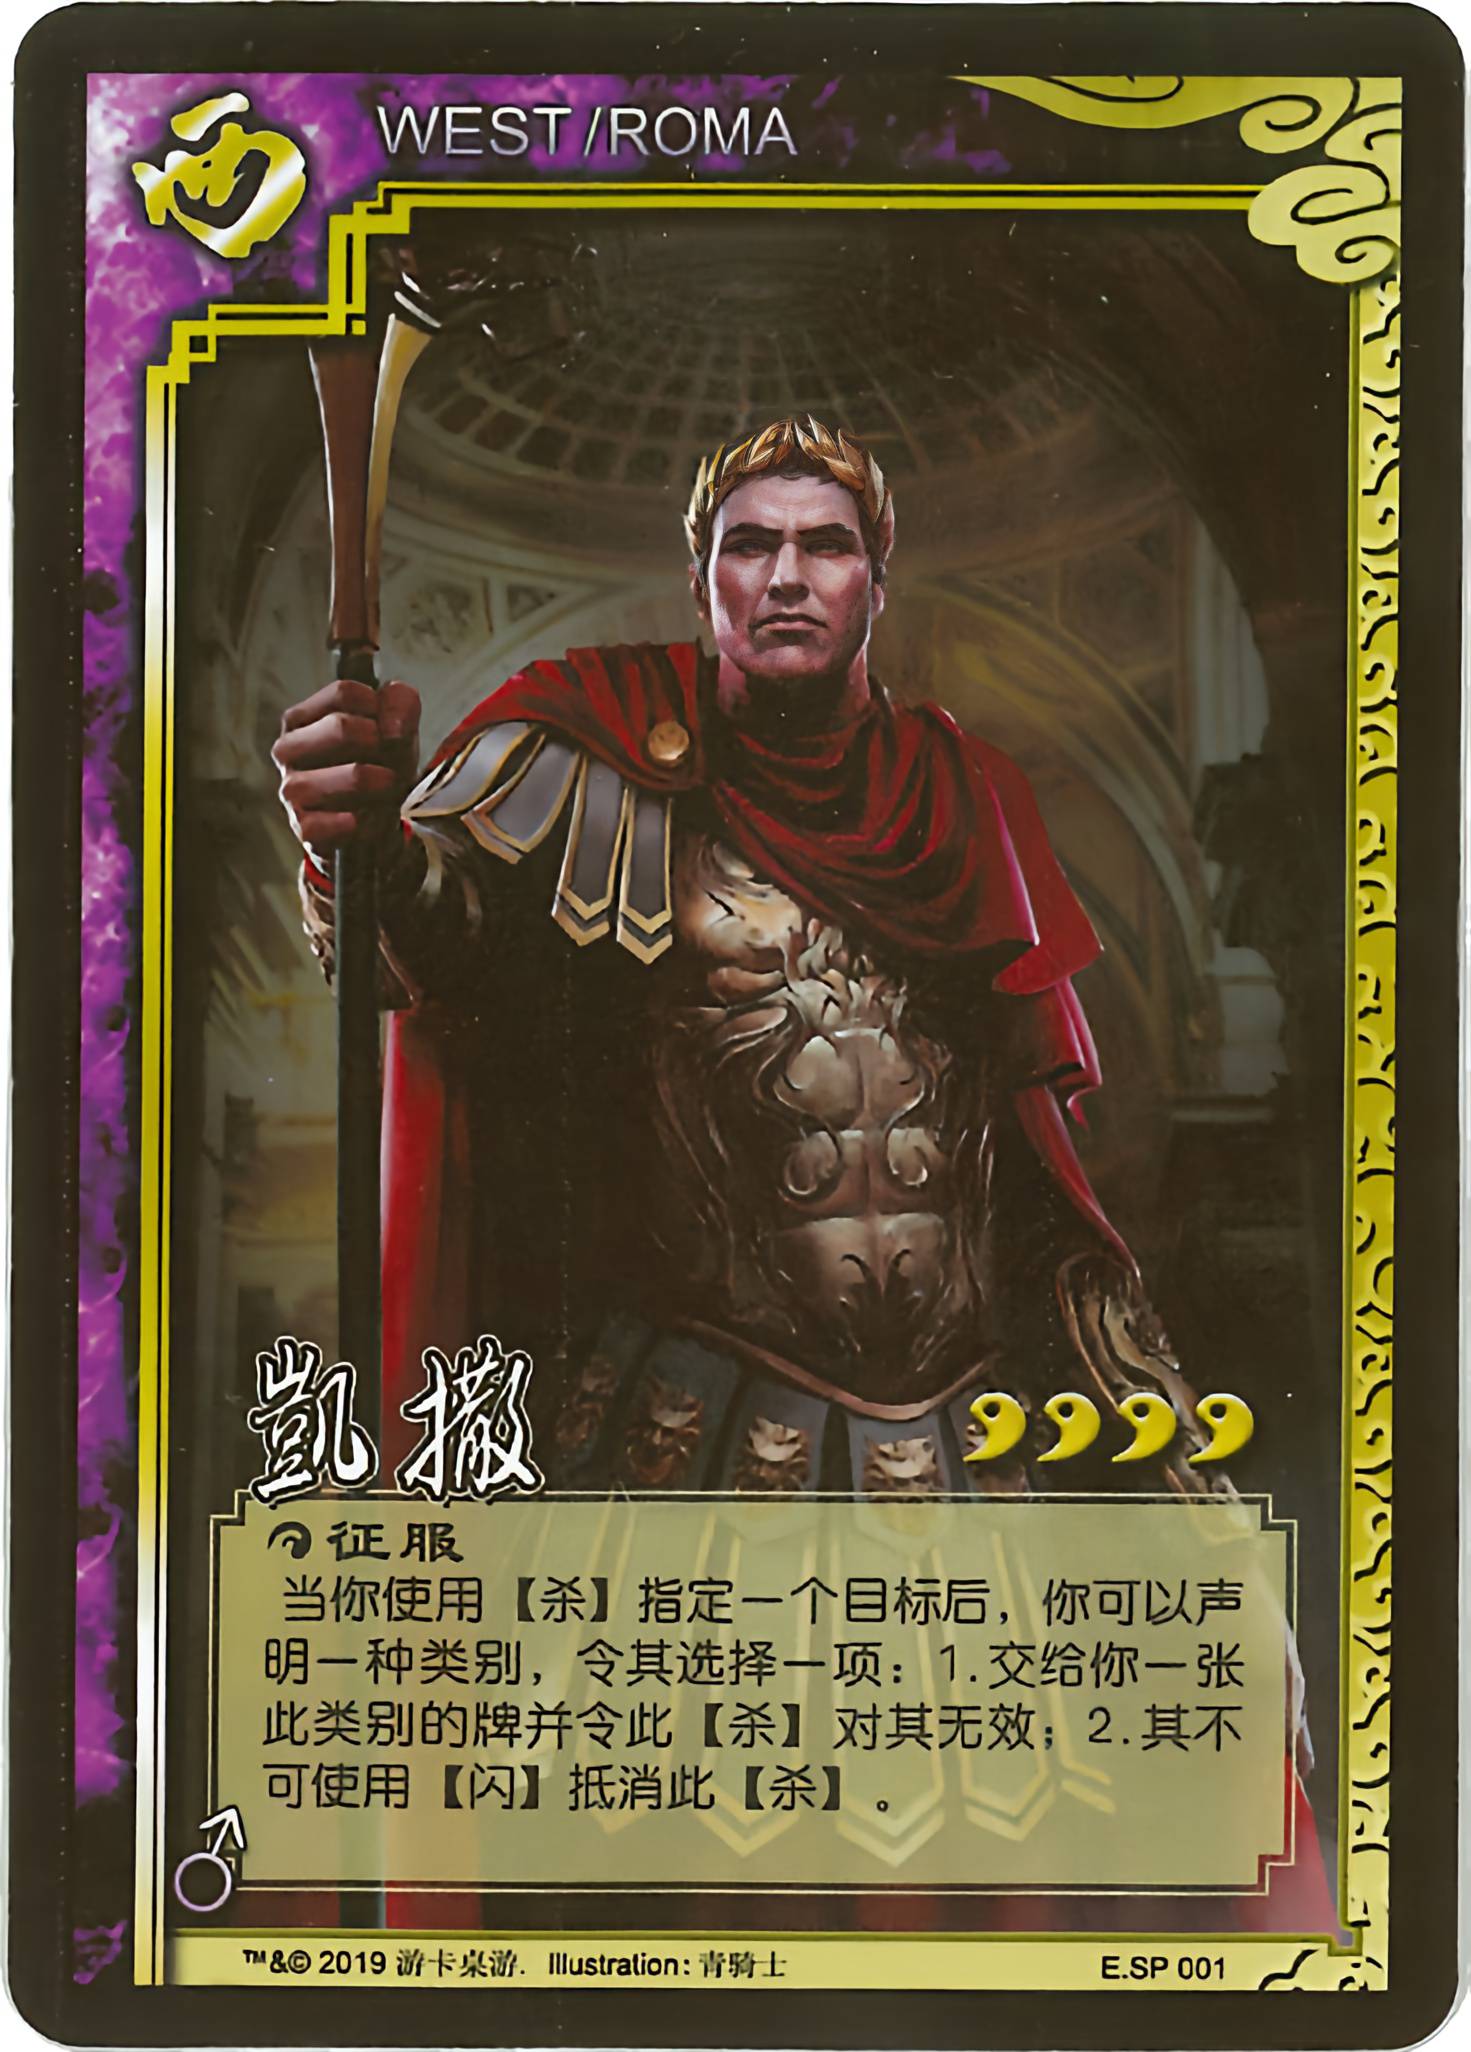 西
WEST/ROMA
凱撒
征服
当你使用【杀】指定一个目标后，你可以声
明一种类别，令其选择一项：1.交给你一张
此类别的牌并令此【杀】对其无效；2.其不
可使用【闪】抵消此【杀】。
™&© 2019 游卡桌游. Illustration: 青骑士
E.SP 001